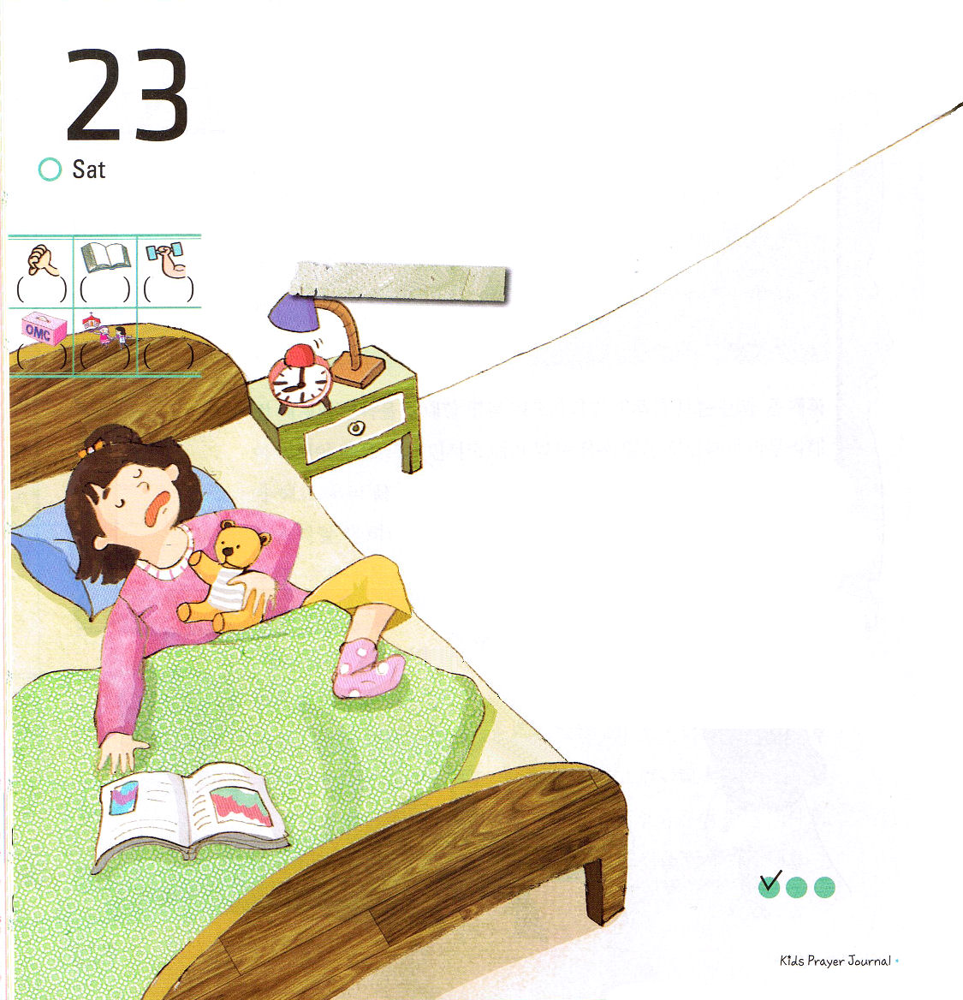 23
Sat
( ) ( ) ( )
OMC
( ) ( ) ( )
Kids Prayer Journal